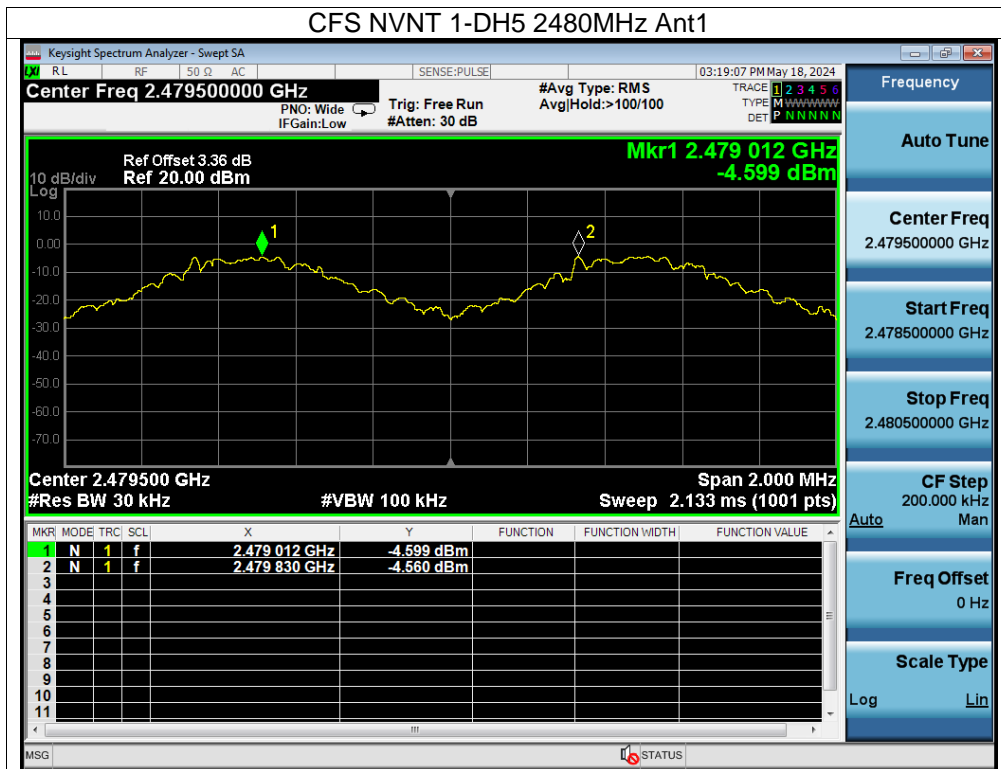 CFS NVNT 1-DH5 2480MHz Ant1
Keysight Spectrum Analyzer - Swept SA
LXI RL RF 50 Ω AC SENSE:PULSE 03:19:07 PM May 18, 2024
Center Freq 2.479500000 GHz
PNO: Wide
IFGain:Low
Trig: Free Run
#Atten: 30 dB
#Avg Type: RMS
Avg|Hold:>100/100
TRACE 1 2 3 4 5 6
TYPE M WWWWW
DET P N N N N N
Ref Offset 3.36 dB
10 dB/div Ref 20.00 dBm
Log
Mkr1 2.479 012 GHz
-4.599 dBm
10.0
0.00
-10.0
-20.0
-30.0
-40.0
-50.0
-60.0
-70.0
1
2
Center 2.479500 GHz Span 2.000 MHz
#Res BW 30 kHz #VBW 100 kHz Sweep 2.133 ms (1001 pts)
MKR MODE TRC SCL X Y FUNCTION FUNCTION WIDTH FUNCTION VALUE
1 N 1 f 2.479 012 GHz -4.599 dBm
2 N 1 f 2.479 830 GHz -4.560 dBm
3
4
5
6
7
8
9
10
11
MSG STATUS
Frequency
Auto Tune
Center Freq
2.479500000 GHz
Start Freq
2.478500000 GHz
Stop Freq
2.480500000 GHz
CF Step
200.000 kHz
Auto Man
Freq Offset
0 Hz
Scale Type
Log Lin